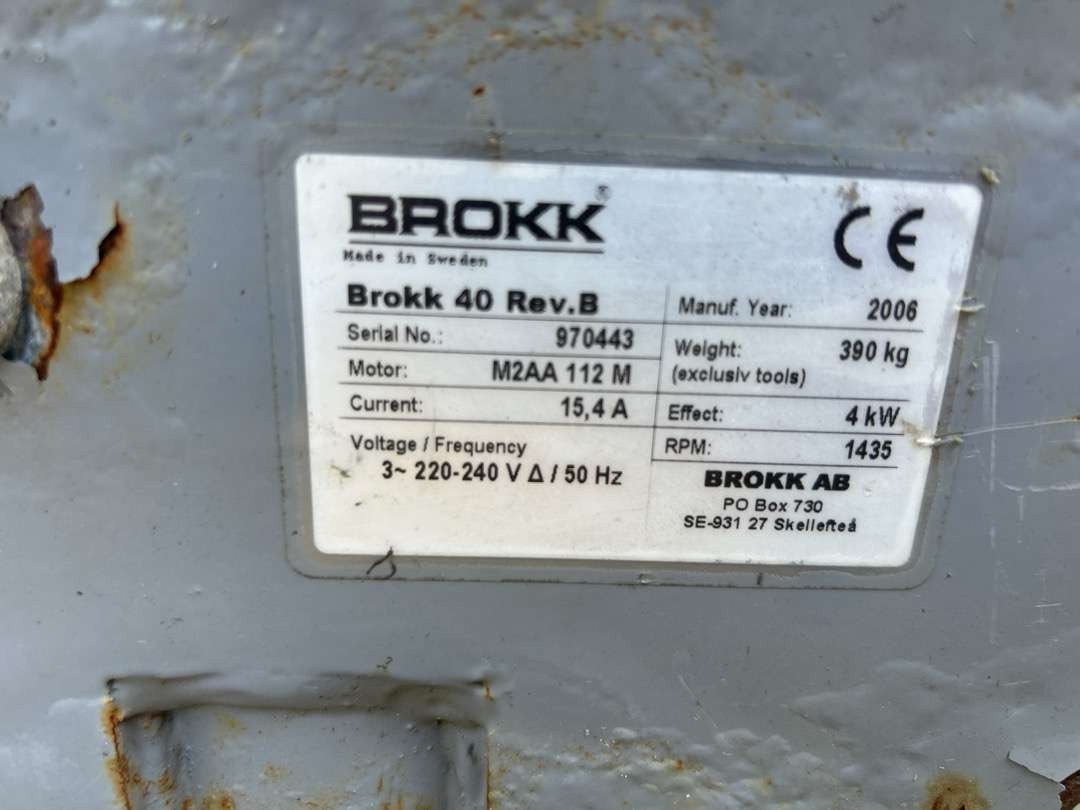 BROKK®
CE
Made in Sweden
Brokk 40 Rev.B
Serial No.: 970443
Motor: M2AA 112 M
Current: 15,4 A
Voltage / Frequency
3~ 220-240 V Δ / 50 Hz
Manuf. Year: 2006
Weight: 390 kg
(exclusiv tools)
Effect: 4 kW
RPM: 1435
BROKK AB
PO Box 730
SE-931 27 Skellefteå